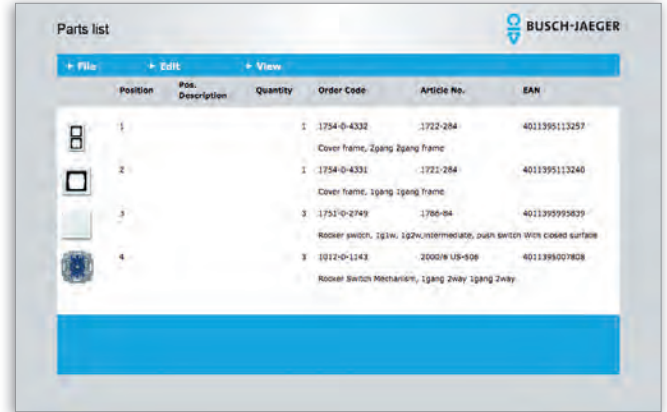 Parts list
BUSCH-JAEGER
File Edit View
Position Pos. Description Quantity Order Code Article No. EAN
1 1 1754-0-4332 1722-284 4011395113257
Cover frame, 2gang 2gang frame
2 1 1754-0-4331 1721-284 4011395113240
Cover frame, 1gang 1gang frame
3 3 1751-0-2749 1786-84 4011395995839
Rocker switch, 1g1w, 1g2w,intermediate, push switch With closed surface
4 3 1012-0-1143 2000/6 US-506 4011395007808
Rocker Switch Mechanism, 1gang 2way 1gang 2way